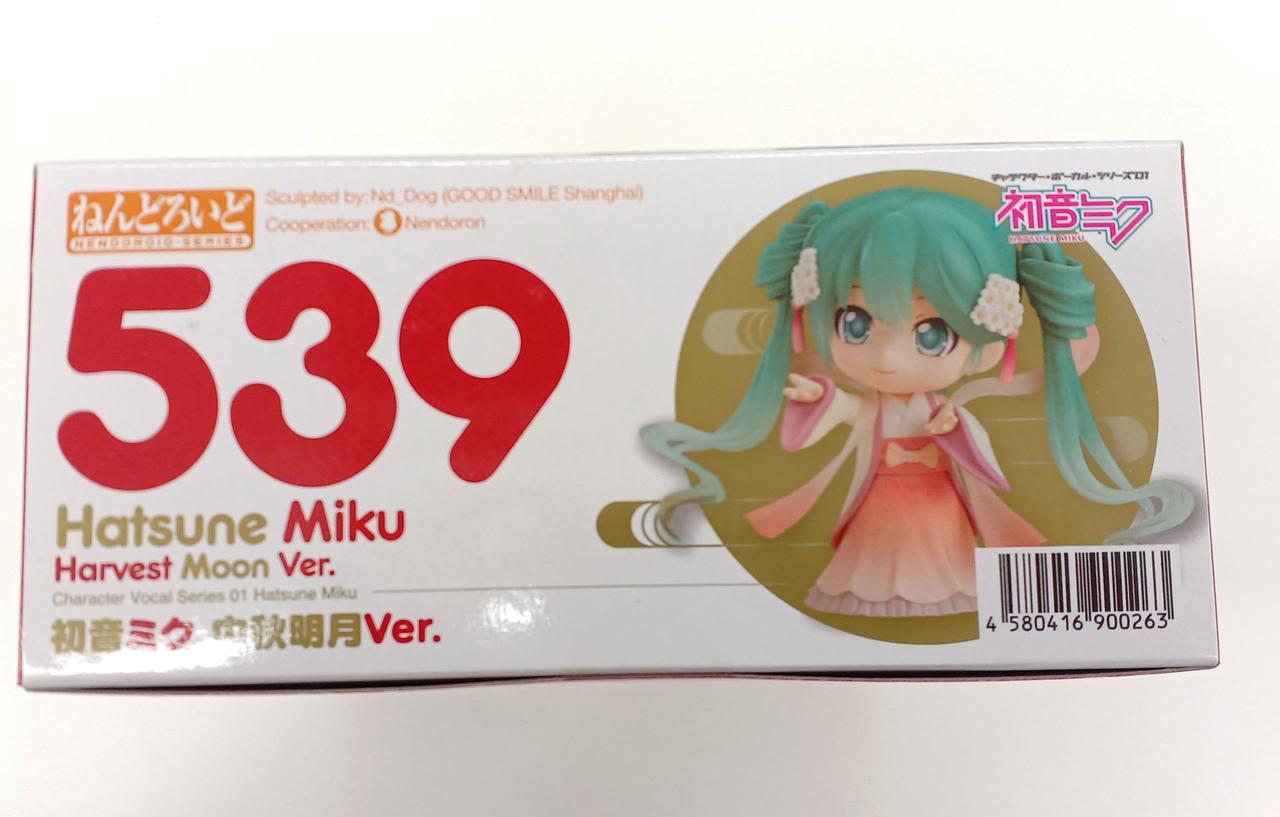 ねんどろいど
NENDOROID-SERIES
Sculpted by: Nd_Dog (GOOD SMILE Shanghai)
Cooperation: Nendoron
539
Hatsune Miku
Harvest Moon Ver.
Character Vocal Series 01 Hatsune Miku
初音ミク 中秋明月Ver.
キャラクター・ボーカル・シリーズ01
初音ミク
HATSUNE MIKU
4 580416 900263